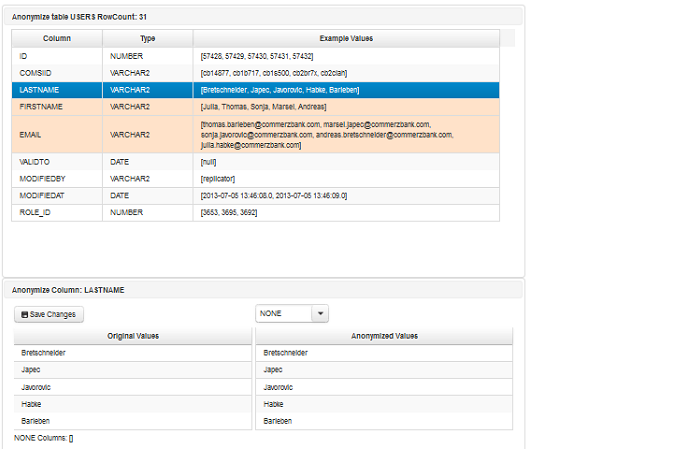 Anonymize table USERS RowCount: 31
Column Type Example Values
ID NUMBER [57428, 57429, 57430, 57431, 57432]
COMSIID VARCHAR2 [cb14877, cb1b717, cb1s500, cb2br7x, cb2clah]
LASTNAME VARCHAR2 [Bretschneider, Japec, Javorovic, Habke, Barleben]
FIRSTNAME VARCHAR2 [Julia, Thomas, Sonja, Marsel, Andreas]
EMAIL VARCHAR2 [thomas.barleben@commerzbank.com, marsel.japec@commerzbank.com,
sonja.javorovic@commerzbank.com, andreas.bretschneider@commerzbank.com,
julia.habke@commerzbank.com]
VALIDTO DATE [null]
MODIFIEDBY VARCHAR2 [replicator]
MODIFIEDAT DATE [2013-07-05 13:46:08.0, 2013-07-05 13:46:09.0]
ROLE_ID NUMBER [3653, 3695, 3692]
Anonymize Column: LASTNAME
Save Changes NONE
Original Values Anonymized Values
Bretschneider Bretschneider
Japec Japec
Javorovic Javorovic
Habke Habke
Barleben Barleben
NONE Columns: []